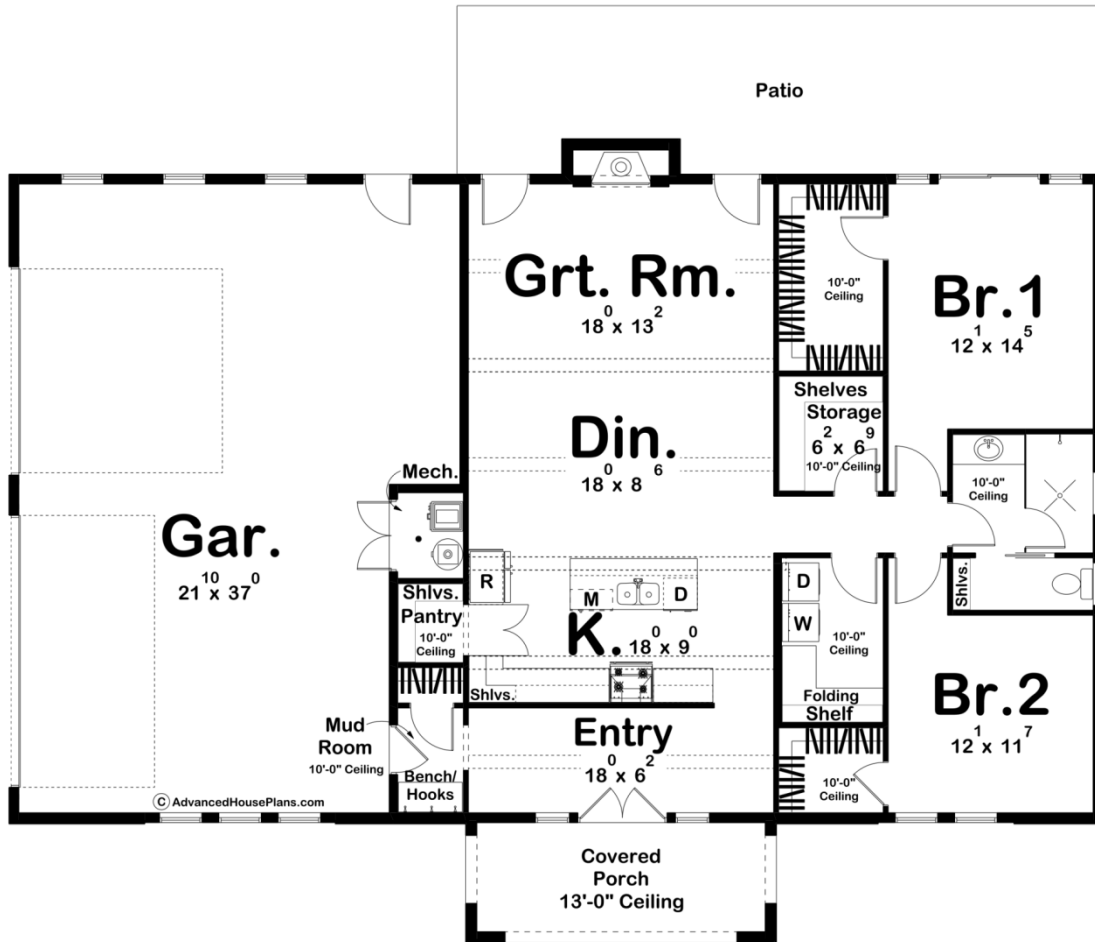 Patio
Grt. Rm.
18⁰ x 13²
10'-0"
Ceiling
Br.1
12¹ x 14⁵
Shelves
Storage
6² x 6⁹
10'-0" Ceiling
Din.
18⁰ x 8⁶
Mech.
10'-0"
Ceiling
Gar.
21¹⁰ x 37⁰
R
Shlvs.
Pantry
10'-0"
Ceiling
M
D
K. 18⁰ x 9⁰
Shlvs.
D
W
10'-0"
Ceiling
Folding
Shelf
Shlvs.
Br.2
12¹ x 11⁷
Mud
Room
10'-0" Ceiling
Bench/
Hooks
Entry
18⁰ x 6²
10'-0"
Ceiling
© AdvancedHousePlans.com
Covered
Porch
13'-0" Ceiling